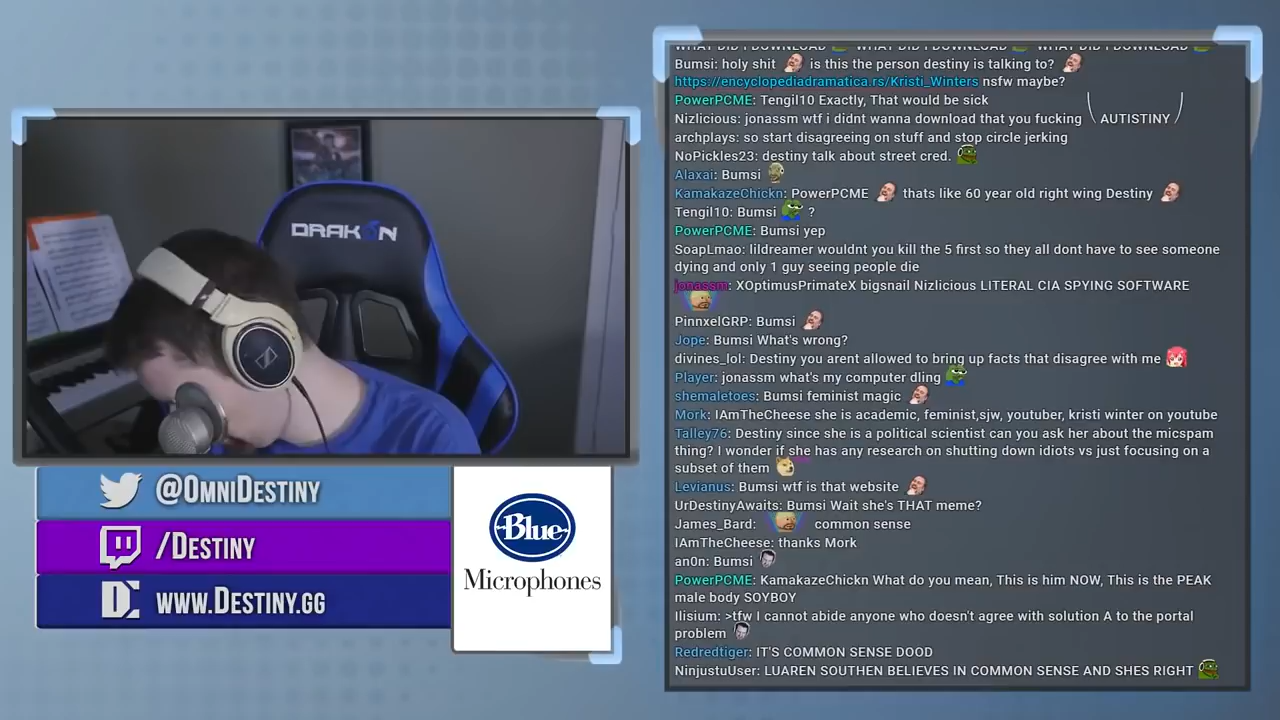 DRAKON
@OmniDestiny
/Destiny
www.Destiny.gg
Blue
Microphones
WHAT DID I DOWNLOAD WHAT DID I DOWNLOAD WHAT DID I DOWNLOAD
Bumsi: holy shit is this the person destiny is talking to?
https://encyclopediadramatica.rs/Kristi_Winters nsfw maybe?
PowerPCME: Tengil10 Exactly, That would be sick
Nizlicious: jonassm wtf i didnt wanna download that you fucking AUTISTINY
archplays: so start disagreeing on stuff and stop circle jerking
NoPickles23: destiny talk about street cred.
Alaxai: Bumsi
KamakazeChickn: PowerPCME thats like 60 year old right wing Destiny
Tengil10: Bumsi ?
PowerPCME: Bumsi yep
SoapLmao: lildreamer wouldnt you kill the 5 first so they all dont have to see someone
dying and only 1 guy seeing people die
jonassm: XOptimusPrimateX bigsnail Nizlicious LITERAL CIA SPYING SOFTWARE
PinnxelGRP: Bumsi
Jope: Bumsi What's wrong?
divines_lol: Destiny you arent allowed to bring up facts that disagree with me
Player: jonassm what's my computer dling
shemaletoes: Bumsi feminist magic
Mork: IAmTheCheese she is academic, feminist,sjw, youtuber, kristi winter on youtube
Talley76: Destiny since she is a political scientist can you ask her about the micspam
thing? I wonder if she has any research on shutting down idiots vs just focusing on a
subset of them
Levianus: Bumsi wtf is that website
UrDestinyAwaits: Bumsi Wait she's THAT meme?
James_Bard: common sense
IAmTheCheese: thanks Mork
an0n: Bumsi
PowerPCME: KamakazeChickn What do you mean, This is him NOW, This is the PEAK
male body SOYBOY
Ilisium: >tfw I cannot abide anyone who doesn't agree with solution A to the portal
problem
Redredtiger: IT'S COMMON SENSE DOOD
NinjustuUser: LUAREN SOUTHEN BELIEVES IN COMMON SENSE AND SHES RIGHT